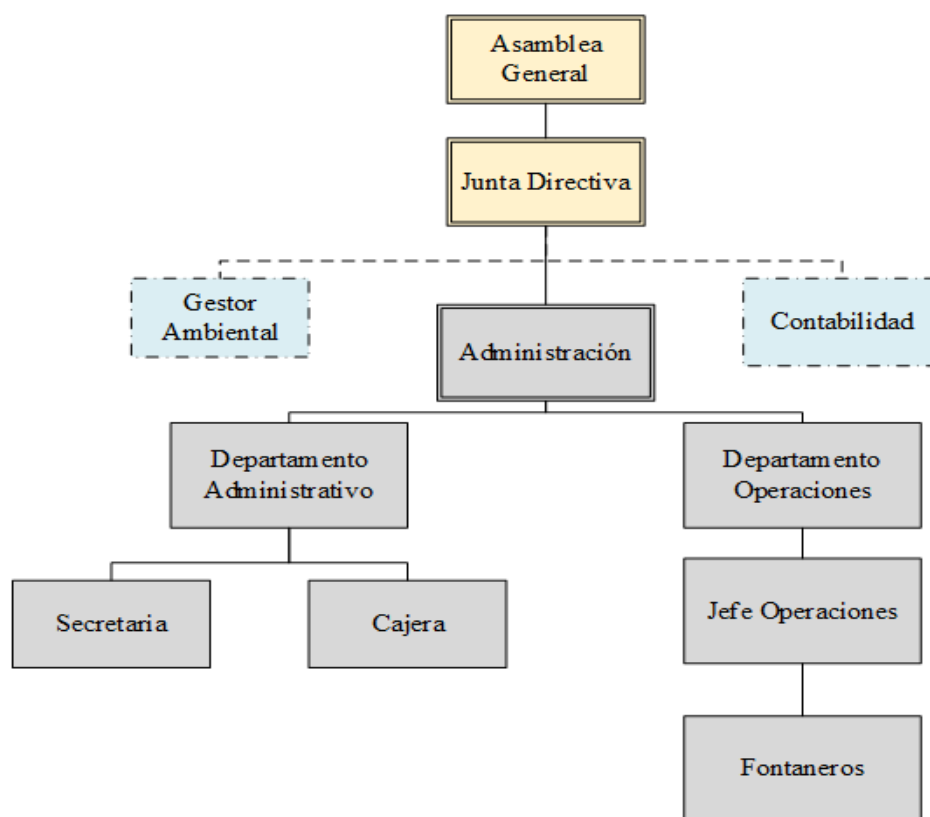 Asamblea
General
Junta Directiva
Gestor
Ambiental
Contabilidad
Administración
Departamento
Administrativo
Departamento
Operaciones
Secretaria
Cajera
Jefe Operaciones
Fontaneros